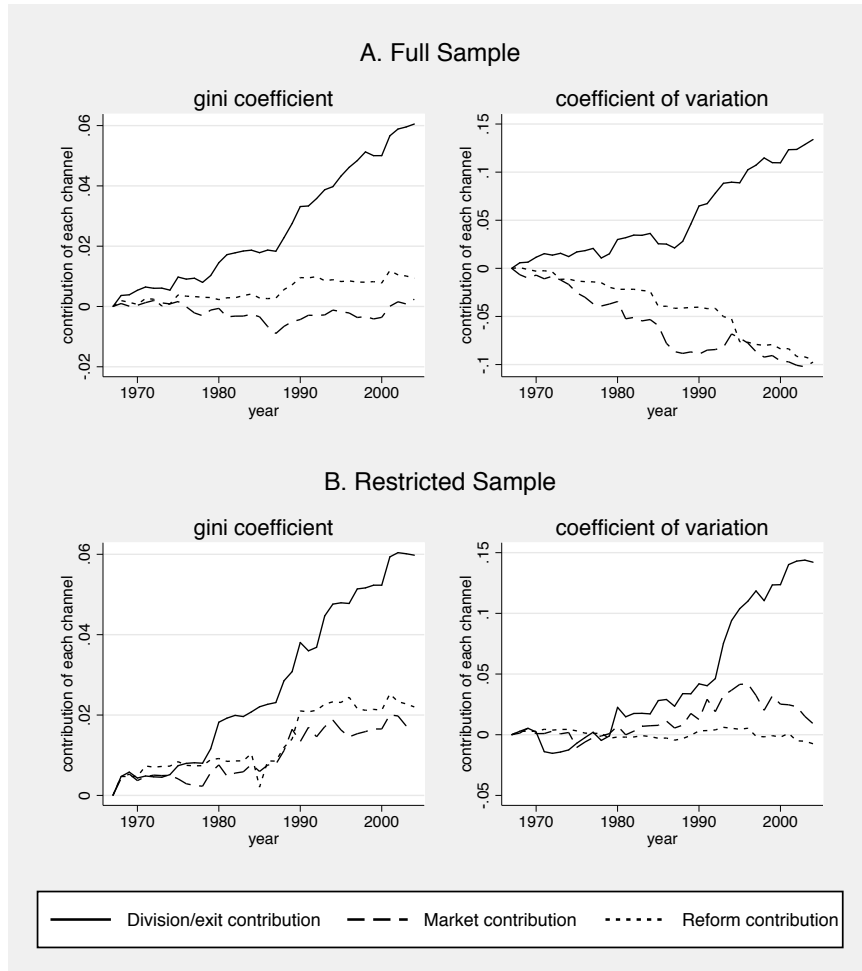 A. Full Sample
gini coefficient
contribution of each channel
-.02
0
.02
.04
.06
1970
1980
1990
2000
year
coefficient of variation
contribution of each channel
-.1
-.05
0
.05
.1
.15
1970
1980
1990
2000
year
B. Restricted Sample
gini coefficient
contribution of each channel
0
.02
.04
.06
1970
1980
1990
2000
year
coefficient of variation
contribution of each channel
-.05
0
.05
.1
.15
1970
1980
1990
2000
year
Division/exit contribution
Market contribution
Reform contribution